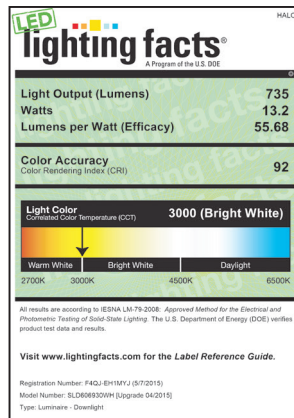 HALO
LED
lighting facts®
A Program of the U.S. DOE
Light Output (Lumens) 735
Watts 13.2
Lumens per Watt (Efficacy) 55.68
Color Accuracy 92
Color Rendering Index (CRI)
Light Color 3000 (Bright White)
Correlated Color Temperature (CCT)
Warm White Bright White Daylight
2700K 3000K 4500K 6500K
All results are according to IESNA LM-79-2008: Approved Method for the Electrical and
Photometric Testing of Solid-State Lighting. The U.S. Department of Energy (DOE) verifies
product test data and results.
Visit www.lightingfacts.com for the Label Reference Guide.
Registration Number: F4QJ-EH1MYJ (5/7/2015)
Model Number: SLD606930WH [Upgrade 04/2015]
Type: Luminaire - Downlight